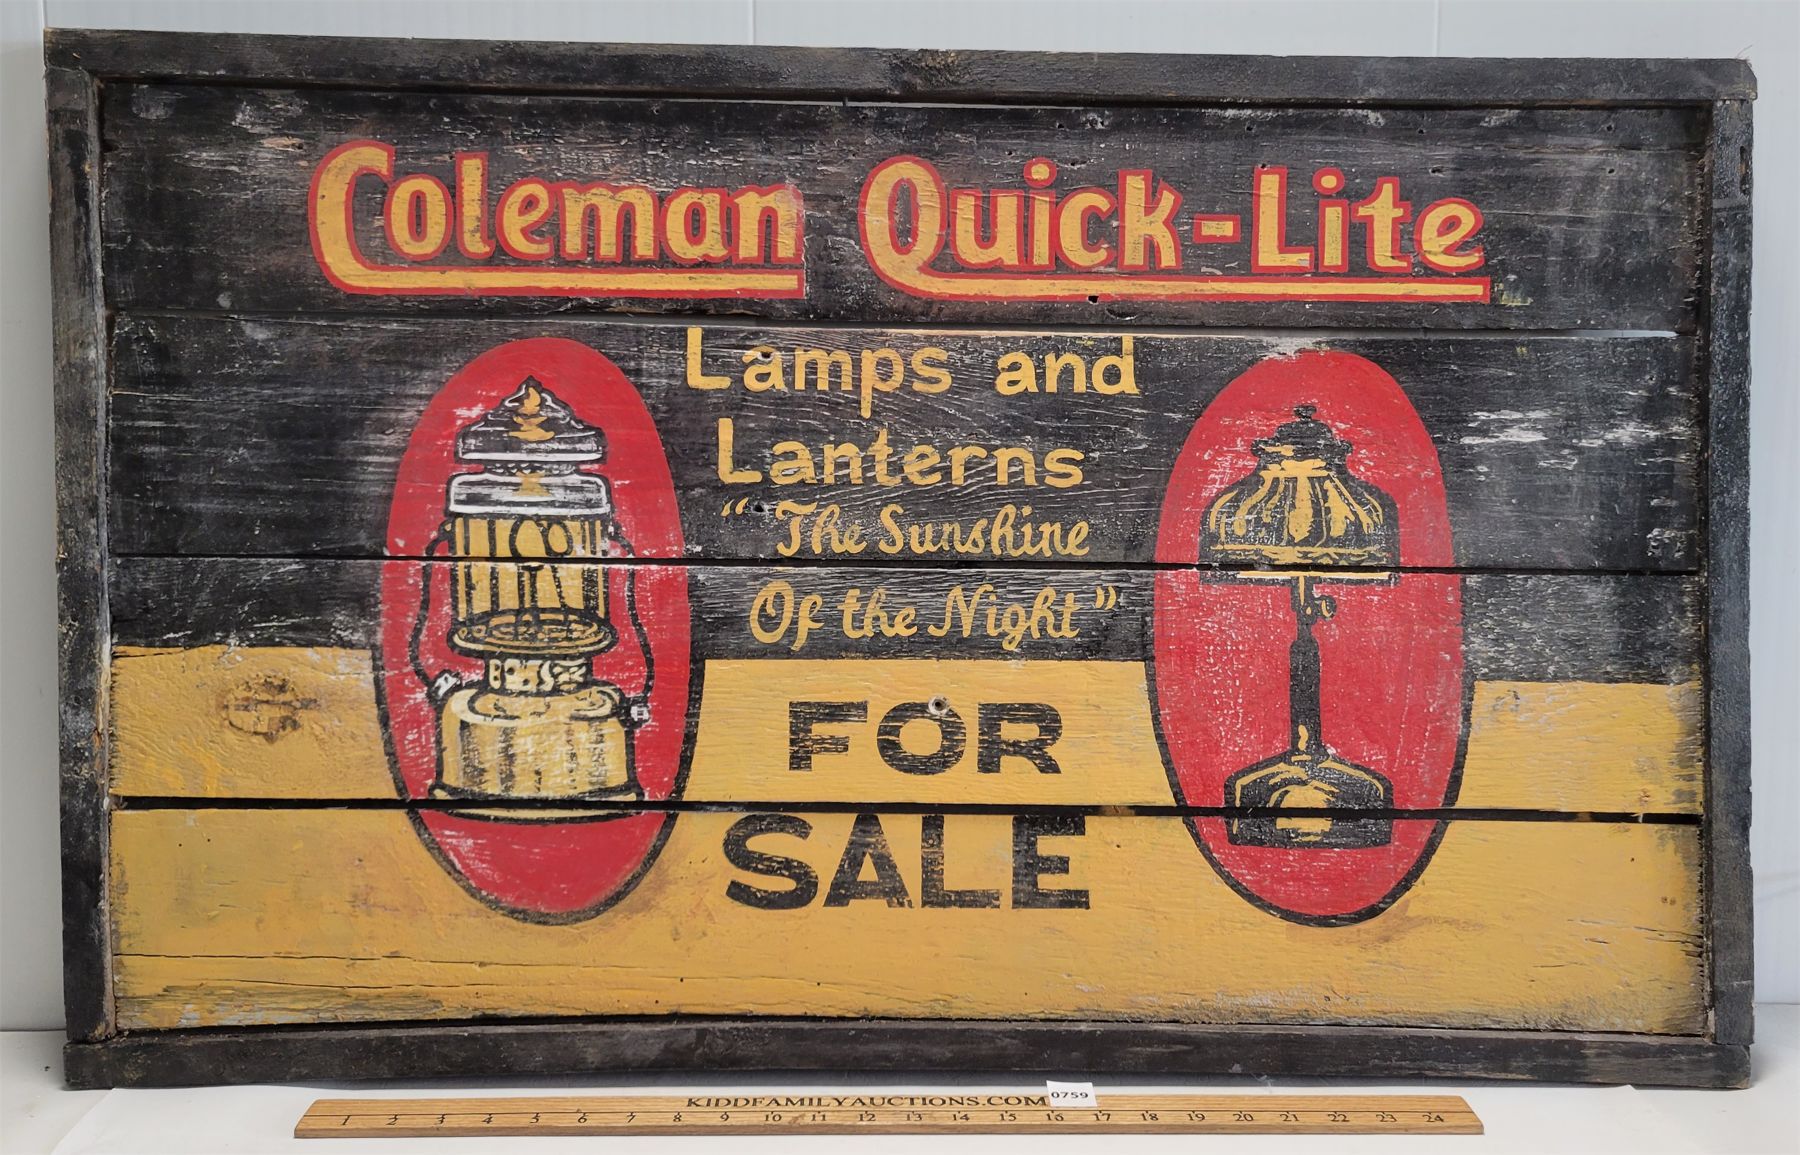 Coleman Quick-Lite
Lamps and
Lanterns
“The Sunshine
Of the Night”
FOR
SALE
KIDDFAMILYAUCTIONS.COM
0759
1 2 3 4 5 6 7 8 9 10 11 12 13 14 15 16 17 18 19 20 21 22 23 24